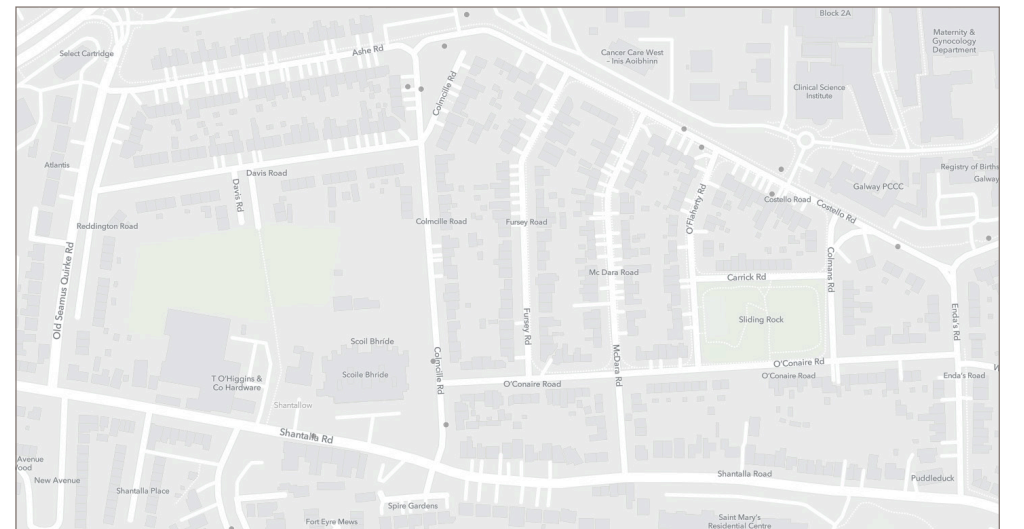 Block 2A
Maternity &
Gynocology
Department
Ashe Rd
Select Cartridge
Cancer Care West
- Inis Aoibhinn
Colmcille Rd
Clinical Science
Institute
Atlantis
Davis Road
Registry of Births
Galway
Galway PCCC
Davis Rd
O'Flaherty Rd
Costello Road
Costello Rd
Reddington Road
Colmcille Road
Fursey Road
Old Seamus Quirke Rd
Mc Dara Road
Carrick Rd
Colmans Rd
Sliding Rock
Fursey Rd
Enda's Rd
Scoil Bhride
Colmcille Rd
McDara Rd
O'Conaire Rd
T O'Higgins &
Co Hardware
Scoile Bhride
O'Conaire Road
O'Conaire Road
Enda's Road
W
Shantallow
Shantalla Rd
Avenue
New Avenue
Shantalla Place
Shantalla Road
Puddleduck
Spire Gardens
Fort Eyre Mews
Saint Mary's
Residential Centre